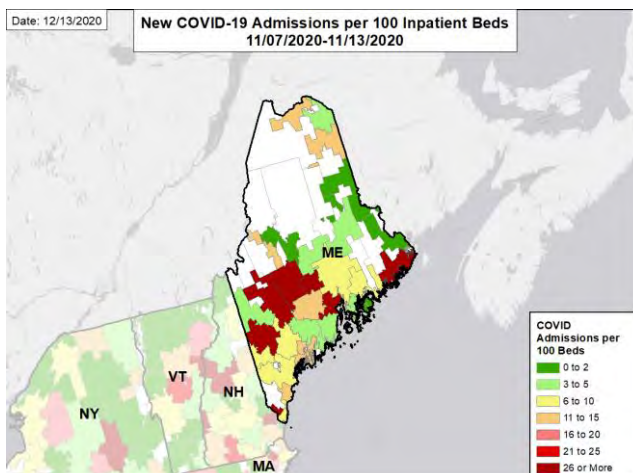 Date: 12/13/2020
New COVID-19 Admissions per 100 Inpatient Beds
11/07/2020-11/13/2020
ME
VT
NH
NY
MA
COVID
Admissions per
100 Beds
0 to 2
3 to 5
6 to 10
11 to 15
16 to 20
21 to 25
26 or More